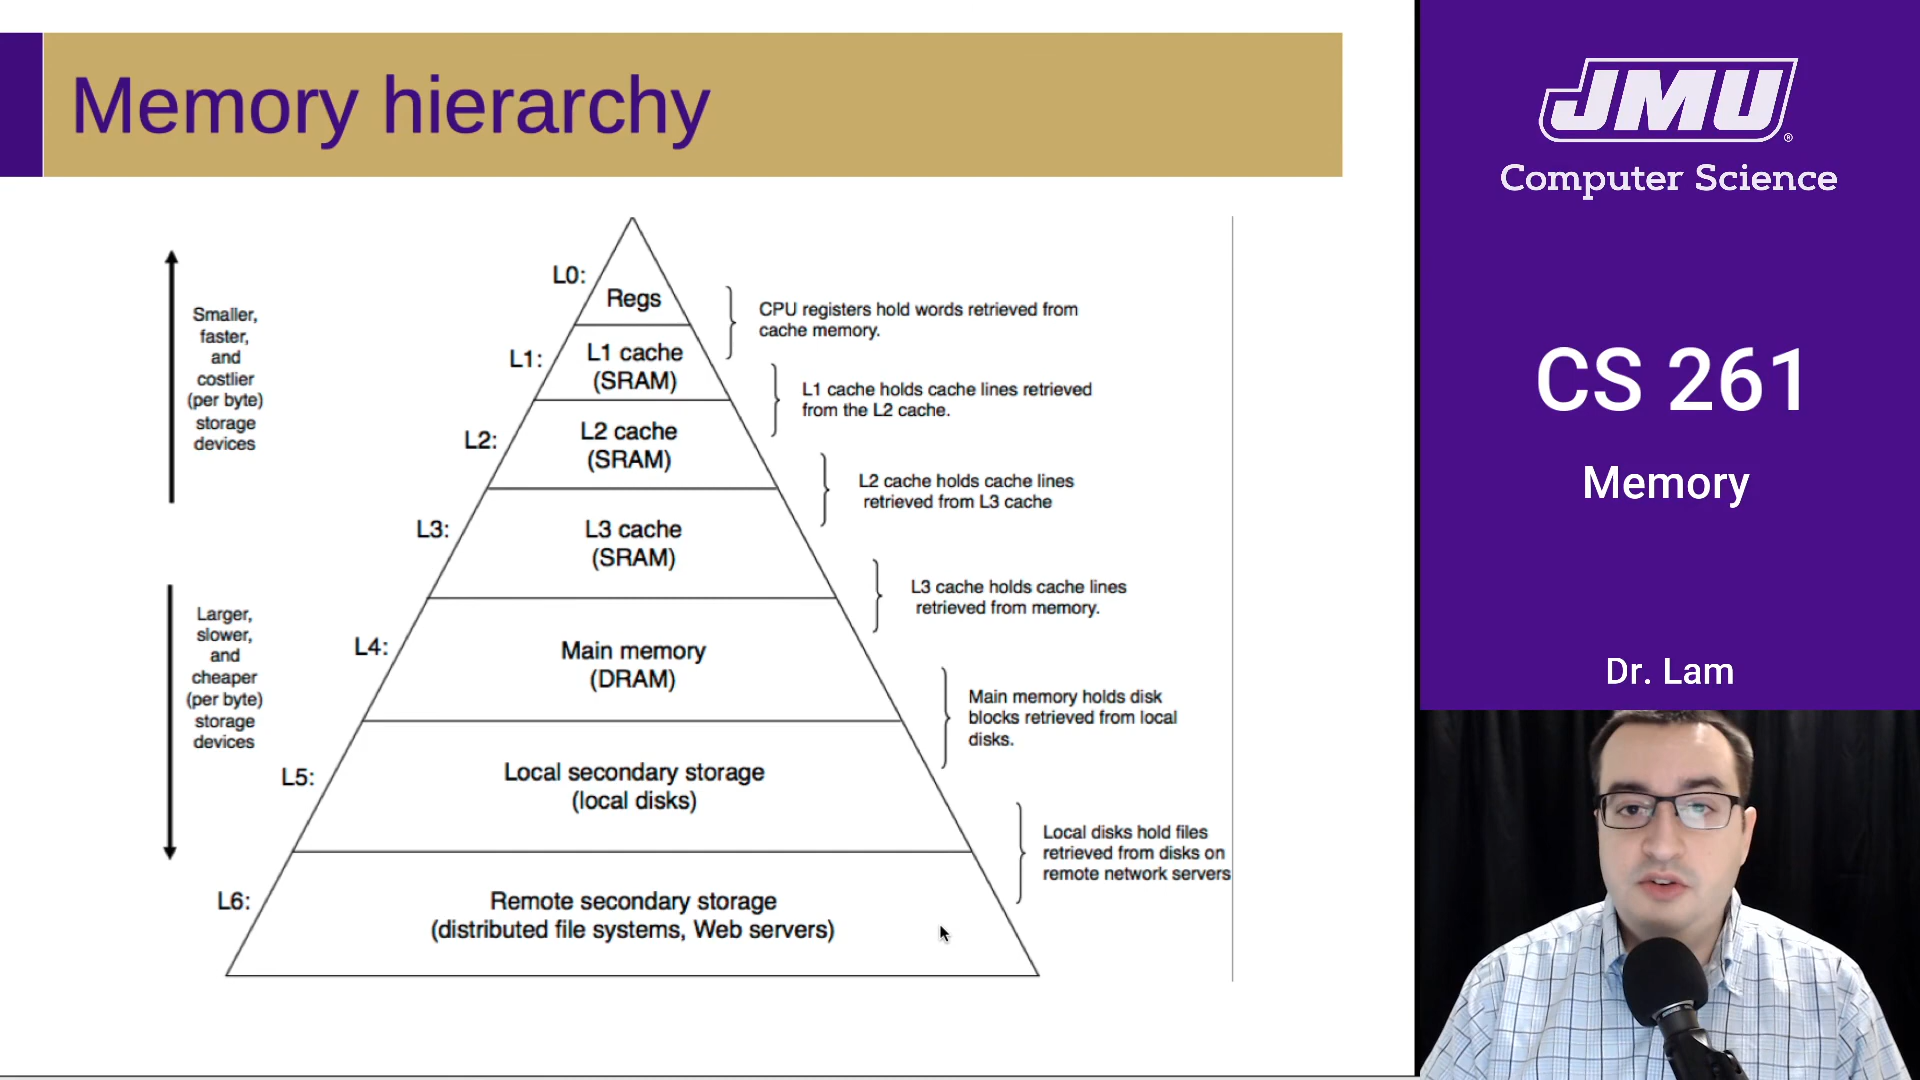 Memory hierarchy
Smaller,
faster,
and
costlier
(per byte)
storage
devices
Larger,
slower,
and
cheaper
(per byte)
storage
devices
L0:
Regs
L1:
L1 cache
(SRAM)
L2:
L2 cache
(SRAM)
L3:
L3 cache
(SRAM)
L4:
Main memory
(DRAM)
L5:
Local secondary storage
(local disks)
L6:
Remote secondary storage
(distributed file systems, Web servers)
CPU registers hold words retrieved from
cache memory.
L1 cache holds cache lines retrieved
from the L2 cache.
L2 cache holds cache lines
retrieved from L3 cache
L3 cache holds cache lines
retrieved from memory.
Main memory holds disk
blocks retrieved from local
disks.
Local disks hold files
retrieved from disks on
remote network servers
JMU®
Computer Science
CS 261
Memory
Dr. Lam